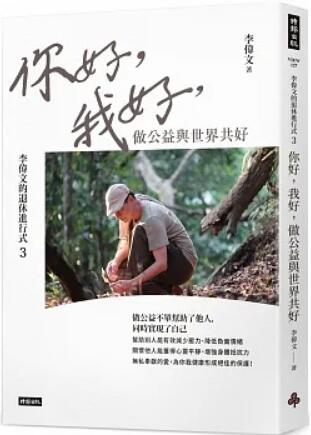 你好，
我好，
做公益與世界共好
李偉文 著
李偉文的退休進行式 3
做公益不單幫助了他人，
同時實現了自己
幫助別人能有效減少壓力、降低負面情緒
關懷他人能獲得心靈平靜、增強身體抵抗力
無私奉獻的愛，為你我健康形成絕佳的保護！
時報出版
李偉文的退休進行式 3
你好，我好，做公益與世界共好
李偉文——著